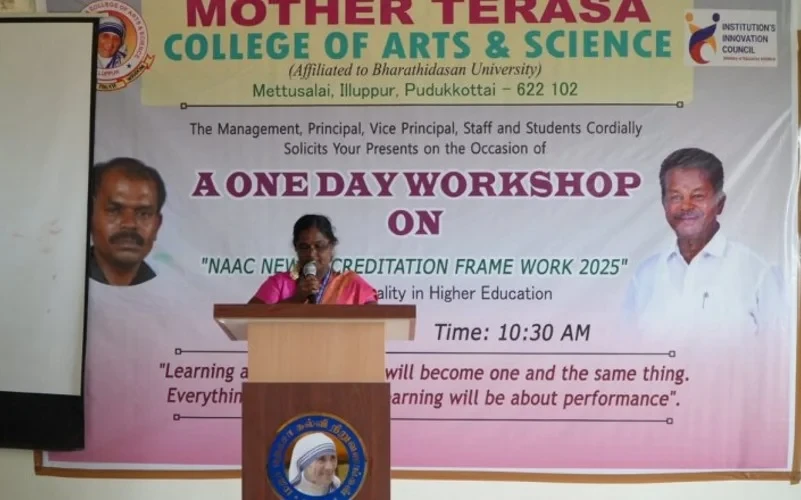 MOTHER TERASA
COLLEGE OF ARTS & SCIENCE
(Affiliated to Bharathidasan University)
Mettusalai, Illuppur, Pudukkottai - 622 102
INSTITUTION'S
INNOVATION
COUNCIL
The Management, Principal, Vice Principal, Staff and Students Cordially
Solicits Your Presents on the Occasion of
A ONE DAY WORKSHOP
ON
"NAAC NEW CREDITATION FRAME WORK 2025"
ality in Higher Education
Time: 10:30 AM
"Learning a will become one and the same thing.
Everythin arning will be about performance".